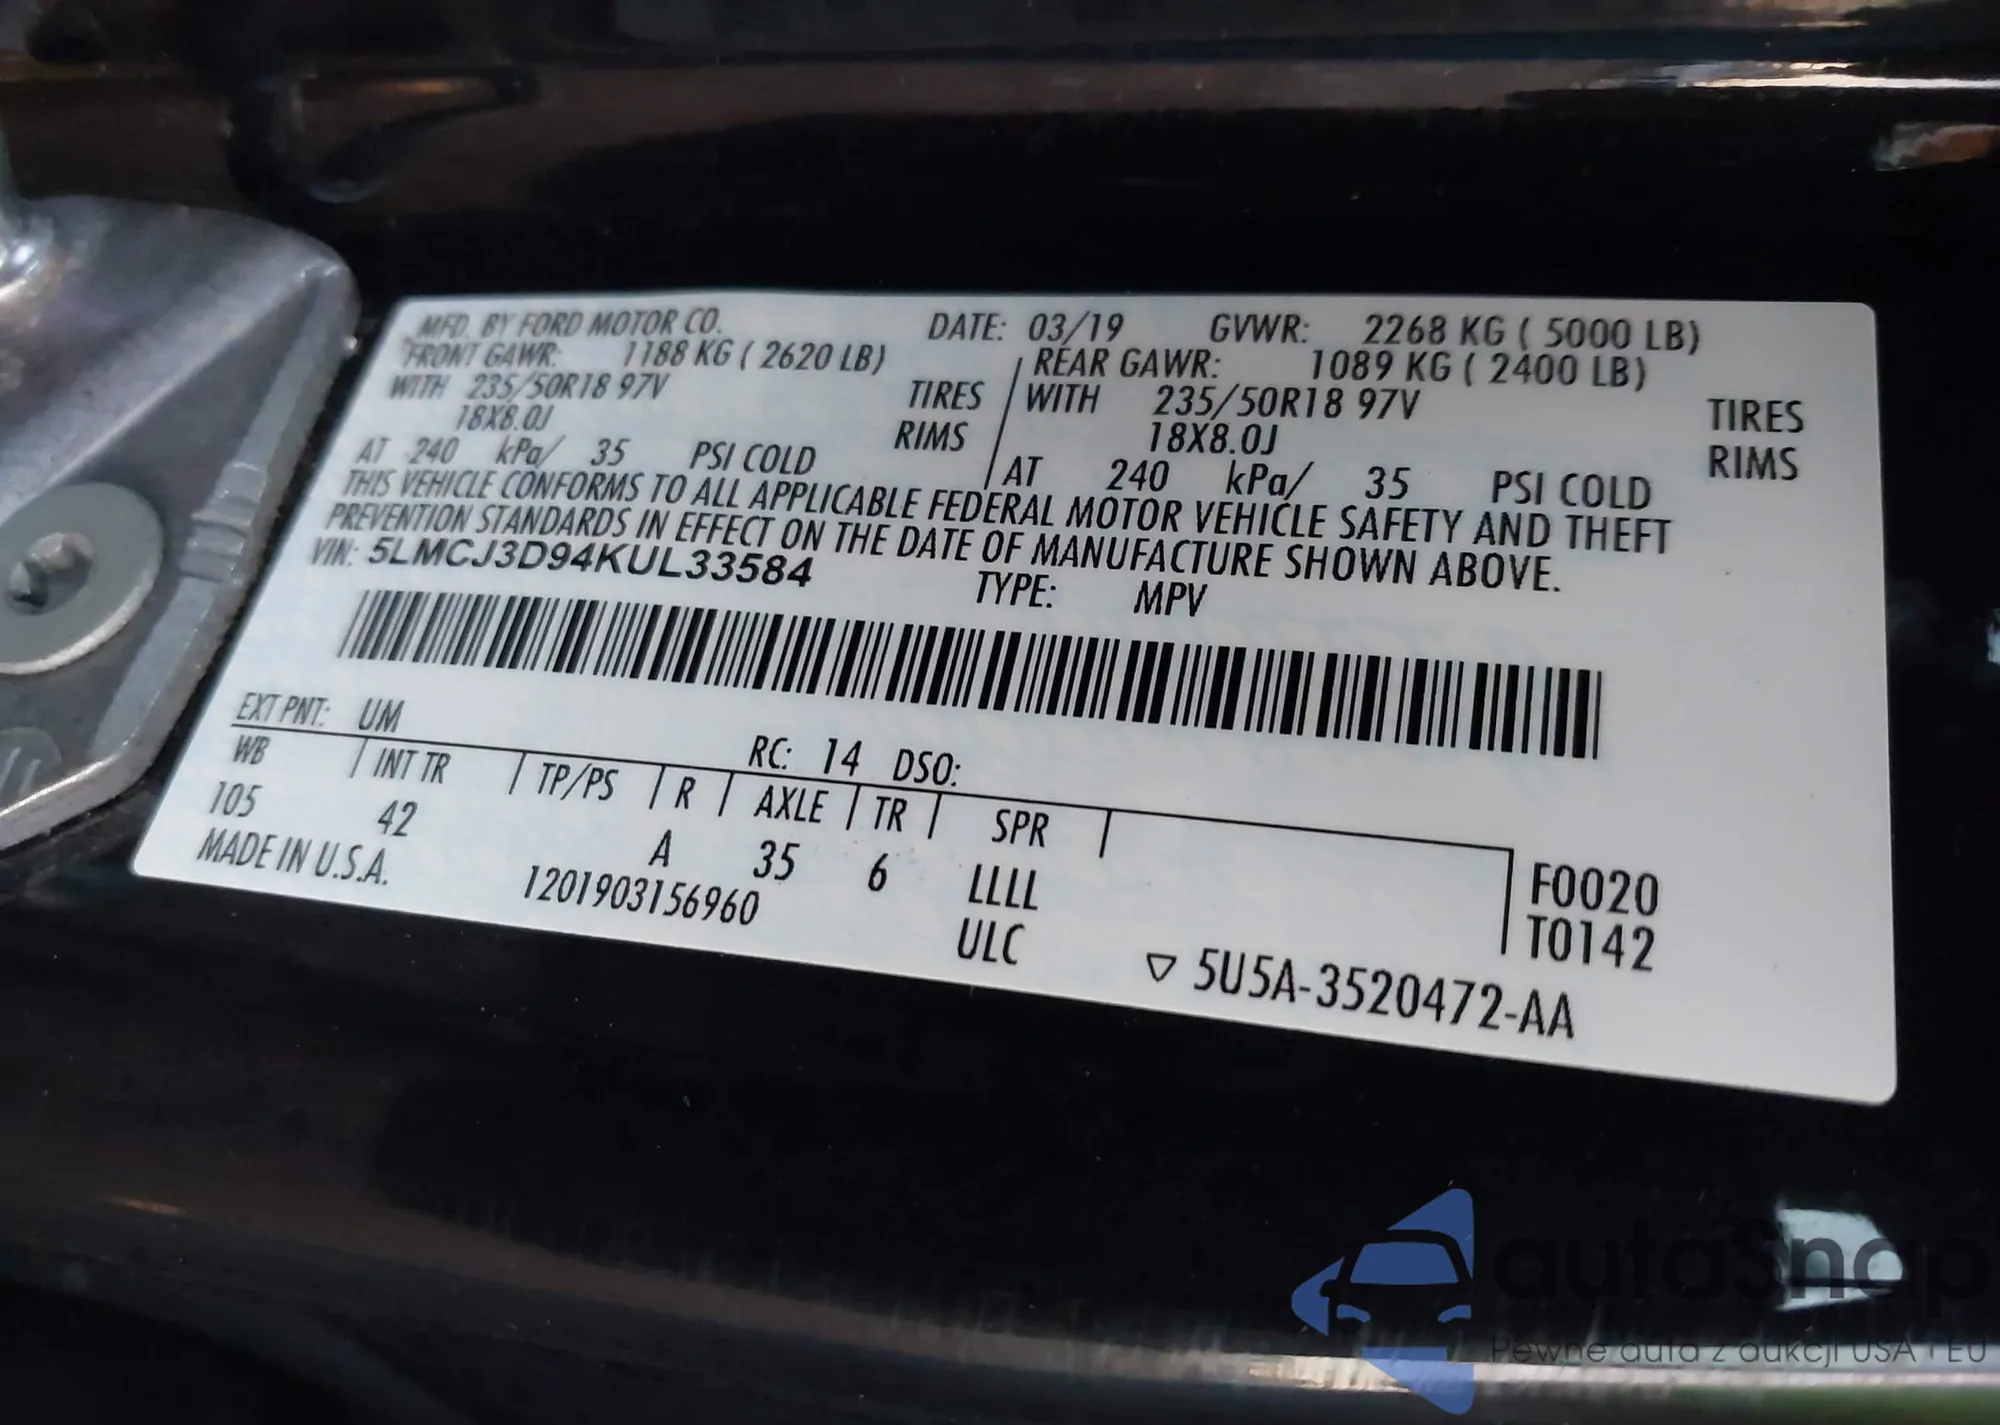 MFD. BY FORD MOTOR CO. DATE: 03/19 GVWR: 2268 KG ( 5000 LB)
FRONT GAWR: 1188 KG ( 2620 LB) REAR GAWR: 1089 KG ( 2400 LB)
WITH 235/50R18 97V TIRES WITH 235/50R18 97V TIRES
18X8.0J RIMS 18X8.0J RIMS
AT 240 kPa/ 35 PSI COLD AT 240 kPa/ 35 PSI COLD
THIS VEHICLE CONFORMS TO ALL APPLICABLE FEDERAL MOTOR VEHICLE SAFETY AND THEFT
PREVENTION STANDARDS IN EFFECT ON THE DATE OF MANUFACTURE SHOWN ABOVE.
VIN: 5LMCJ3D94KUL33584 TYPE: MPV
EXT PNT: UM RC: 14 DSO:
WB INT TR TP/PS R AXLE TR SPR
105 42 A 35 6 LLLL F0020
MADE IN U.S.A. 1201903156960 ULC T0142
▽ 5U5A-3520472-AA
autoSnap
Pewne auta z aukcji USA i EU